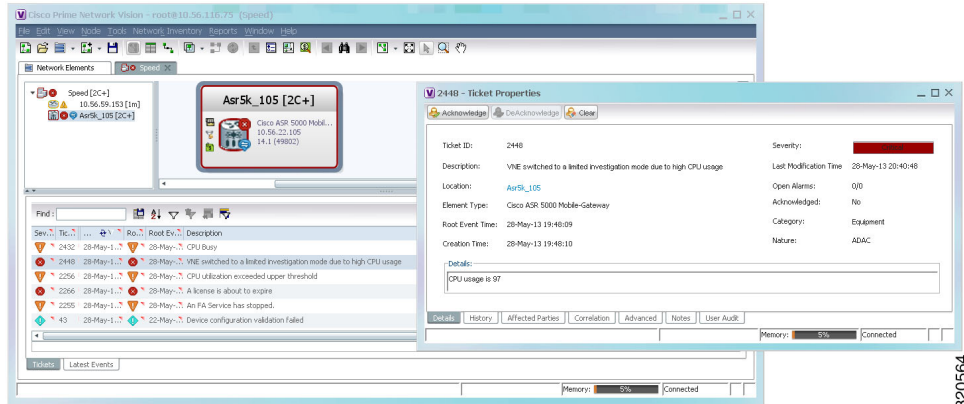 Cisco Prime Network Vision - root@10.56.116.75 (Speed)
File Edit View Node Tools Network Inventory Reports Window Help
Network Elements Speed
Speed [2C+]
10.56.59.153 [1m]
Asr5k_105 [2C+]
Asr5k_105 [2C+]
Cisco ASR 5000 Mobil...
10.56.22.105
14.1 (49802)
Find :
Sev.. Tic.. ... Ro.. Root Ev.. Description
2432 28-May-1.. 28-May-.. CPU Busy
2448 28-May-1.. 28-May-.. VNE switched to a limited investigation mode due to high CPU usage
2256 28-May-1.. 28-May-.. CPU utilization exceeded upper threshold
2266 28-May-1.. 28-May-.. A license is about to expire
2255 28-May-1.. 28-May-.. An FA Service has stopped.
43 28-May-1.. 22-May-.. Device configuration validation failed
Tickets Latest Events
Memory: 5% Connected
2448 - Ticket Properties
Acknowledge DeAcknowledge Clear
Ticket ID: 2448
Severity:
Description: VNE switched to a limited investigation mode due to high CPU usage
Last Modification Time 28-May-13 20:40:48
Location: Asr5k_105
Open Alarms: 0/0
Element Type: Cisco ASR 5000 Mobile-Gateway
Acknowledged: No
Root Event Time: 28-May-13 19:48:09
Category: Equipment
Creation Time: 28-May-13 19:48:10
Nature: ADAC
Details:
CPU usage is 97
Details History Affected Parties Correlation Advanced Notes User Audit
Memory: 5% Connected
320564